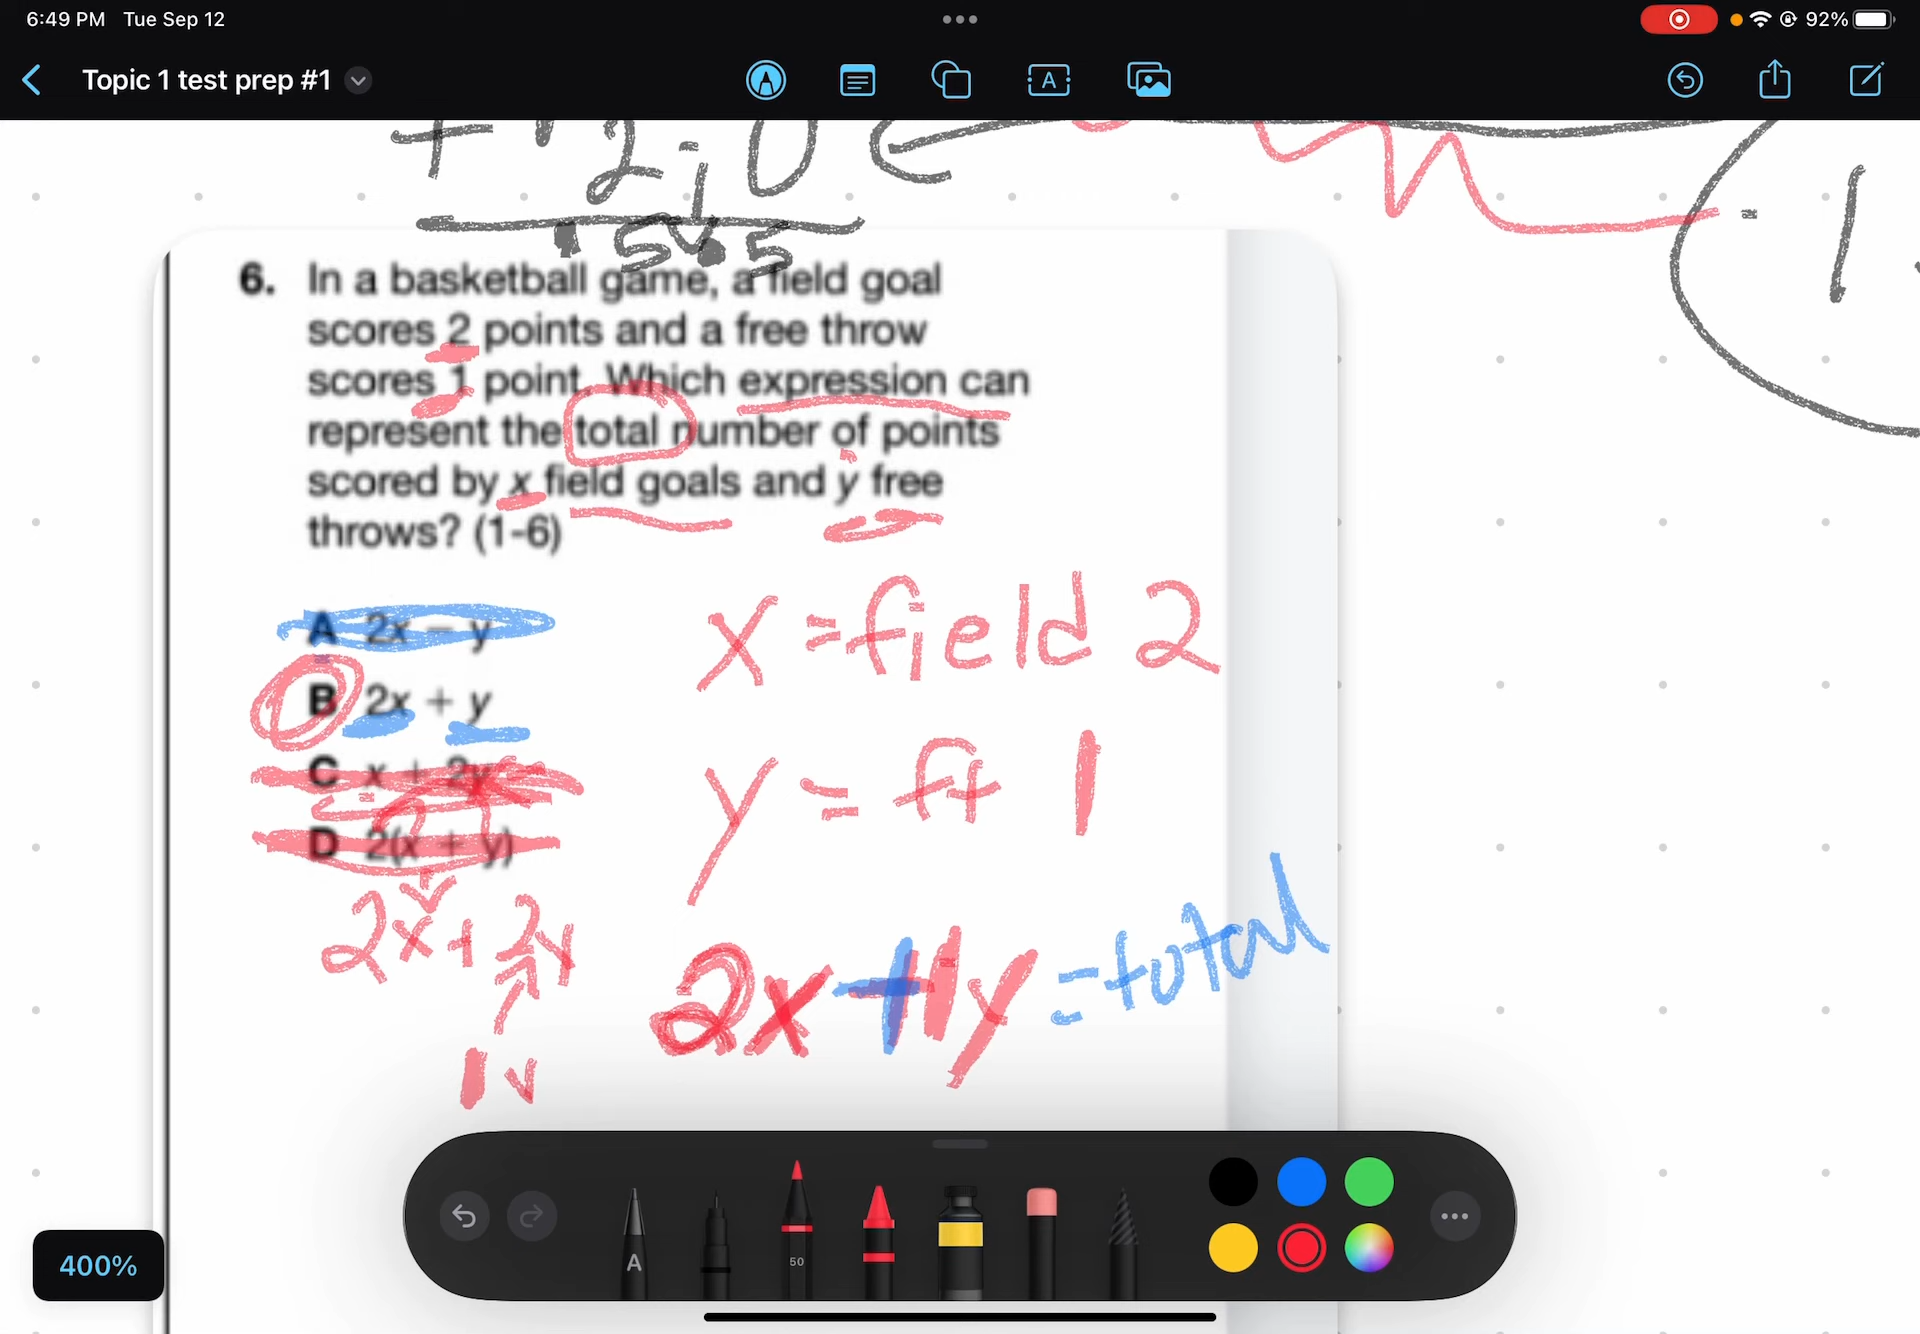 6:49 PM Tue Sep 12
92%
Topic 1 test prep #1
A
6. In a basketball game, a field goal
scores 2 points and a free throw
scores 1 point. Which expression can
represent the total number of points
scored by x field goals and y free
throws? (1-6)
A 2x - y
B 2x + y
C x + 2y
D 2(x + y)
x = field 2
y = ft 1
2x + 2y
1y
2x + 1y = total
A
50
400%